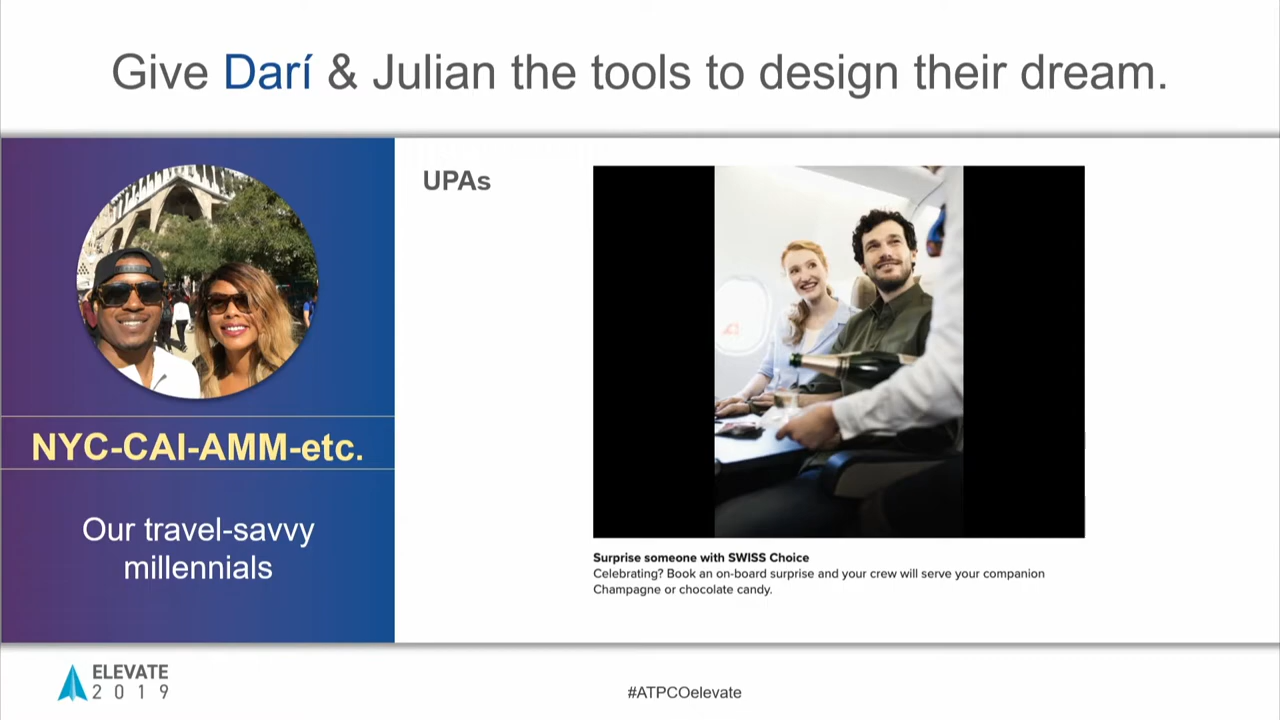 Give Darí & Julian the tools to design their dream.
UPAs
NYC-CAI-AMM-etc.
Our travel-savvy
millennials
Surprise someone with SWISS Choice
Celebrating? Book an on-board surprise and your crew will serve your companion
Champagne or chocolate candy.
ELEVATE
2019
#ATPCOelevate